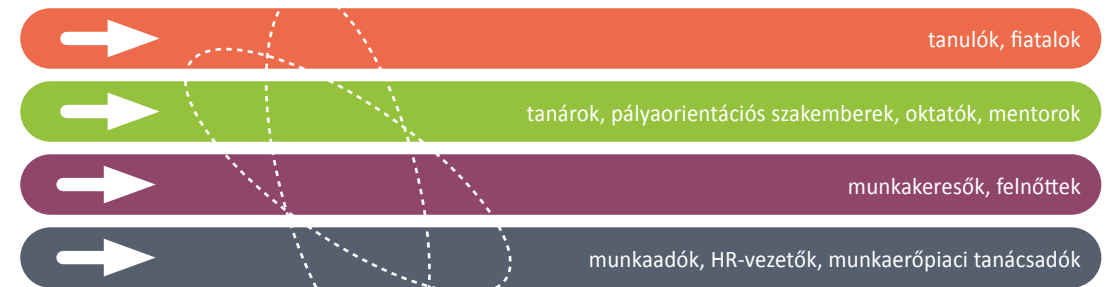 tanulók, fiatalok
tanárok, pályaorientációs szakemberek, oktatók, mentorok
munkakeresők, felnőttek
munkaadók, HR-vezetők, munkaerőpiaci tanácsadók